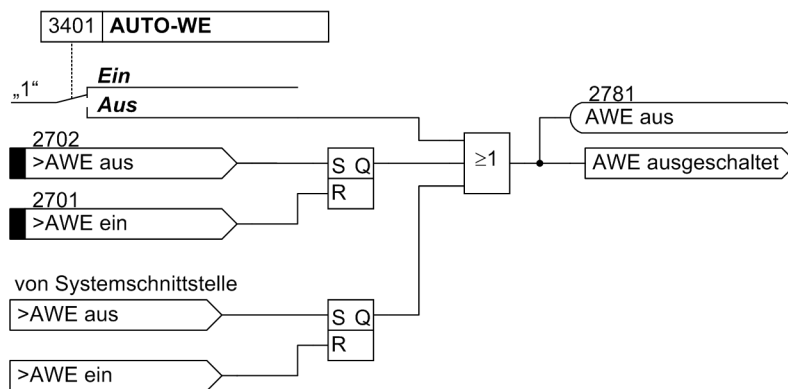 3401 AUTO-WE
„1“
Ein
Aus
2702
>AWE aus
2701
>AWE ein
S Q
R
≥1
2781
AWE aus
AWE ausgeschaltet
von Systemschnittstelle
>AWE aus
>AWE ein
S Q
R